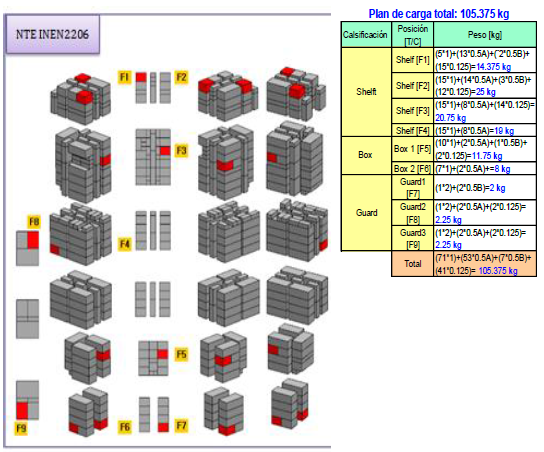 NTE INEN2206
F1
F2
F3
F8
F4
F5
F9
F6
F7
Plan de carga total: 105.375 kg
Calsificación
Posición
[T/C]
Peso [kg]
Shelft
Shelf [F1]
(5*1)+(13*0.5A)+(¨2*0.5B)+
(15*0.125)=14.375 kg
Shelf [F2]
(15*1)+(14*0.5A)+(3*0.5B)+
(12*0.125)=25 kg
Shelf [F3]
(15*1)+(8*0.5A)+(14*0.125)=
20.75 kg
Shelf [F4]
(15*1)+(8*0.5A)=19 kg
Box
Box 1 [F5]
(10*1)+(2*0.5A)+(1*0.5B)+
(2*0.125)=11.75 kg
Box 2 [F6]
(7*1)+(2*0.5A)+=8 kg
Guard
Guard1
[F7]
(1*2)+(2*0.5B)=2 kg
Guard2
[F8]
(1*2)+(2*0.5A)+(2*0.125)=
2.25 kg
Guard3
[F9]
(1*2)+(2*0.5A)+(2*0.125)=
2.25 kg
Total
(71*1)+(53*0.5A)+(7*0.5B)+
(41*0.125)= 105.375 kg